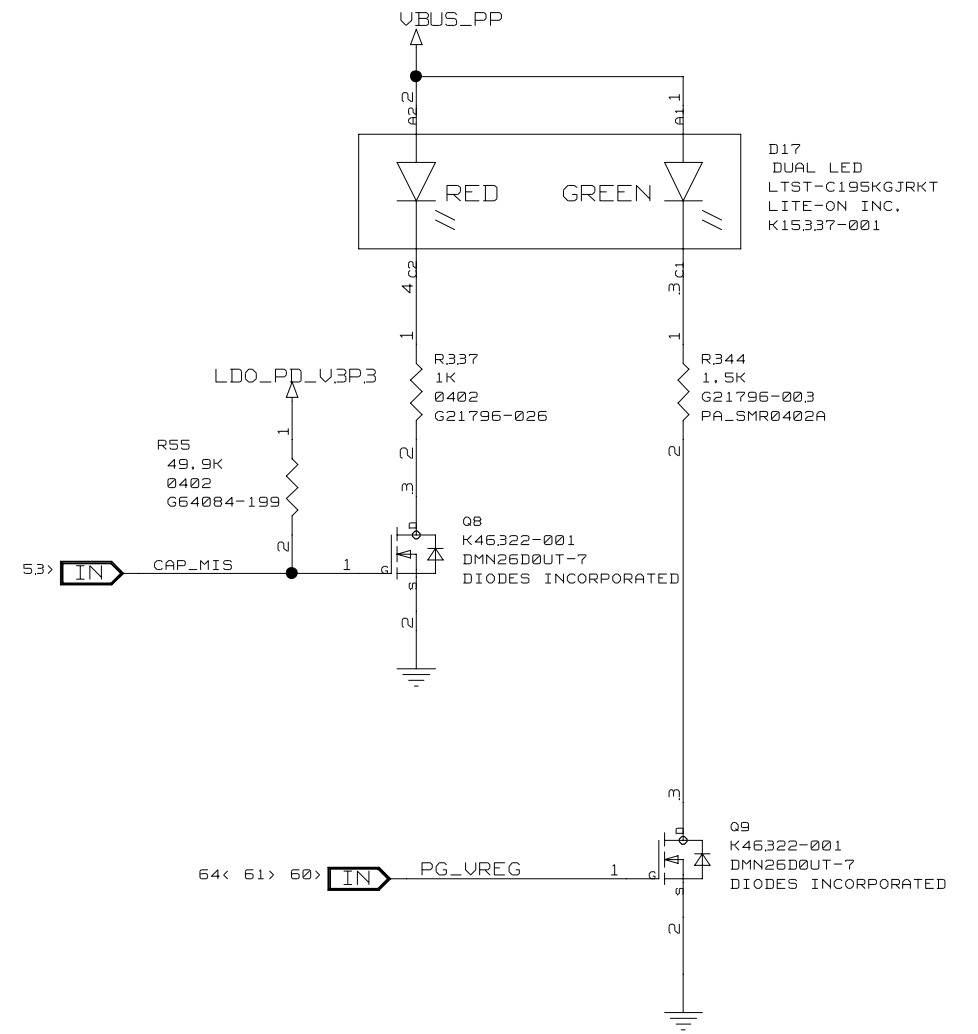 VBUS_PP
A2 2
A1 1
D17
DUAL LED
LTST-C195KGJRKT
LITE-ON INC.
K15337-001
RED
GREEN
4 C2
3 C1
1
1
R337
1K
0402
G21796-026
R344
1.5K
G21796-003
PA_SMR0402A
LDO_PD_V3P3
1
R55
49.9K
0402
G64084-199
2
2
2
3
D
Q8
K46322-001
DMN26D0UT-7
DIODES INCORPORATED
53> IN CAP_MIS 1 G
S
2
3
D
Q9
K46322-001
DMN26D0UT-7
DIODES INCORPORATED
64< 61> 60> IN PG_VREG 1 G
S
2